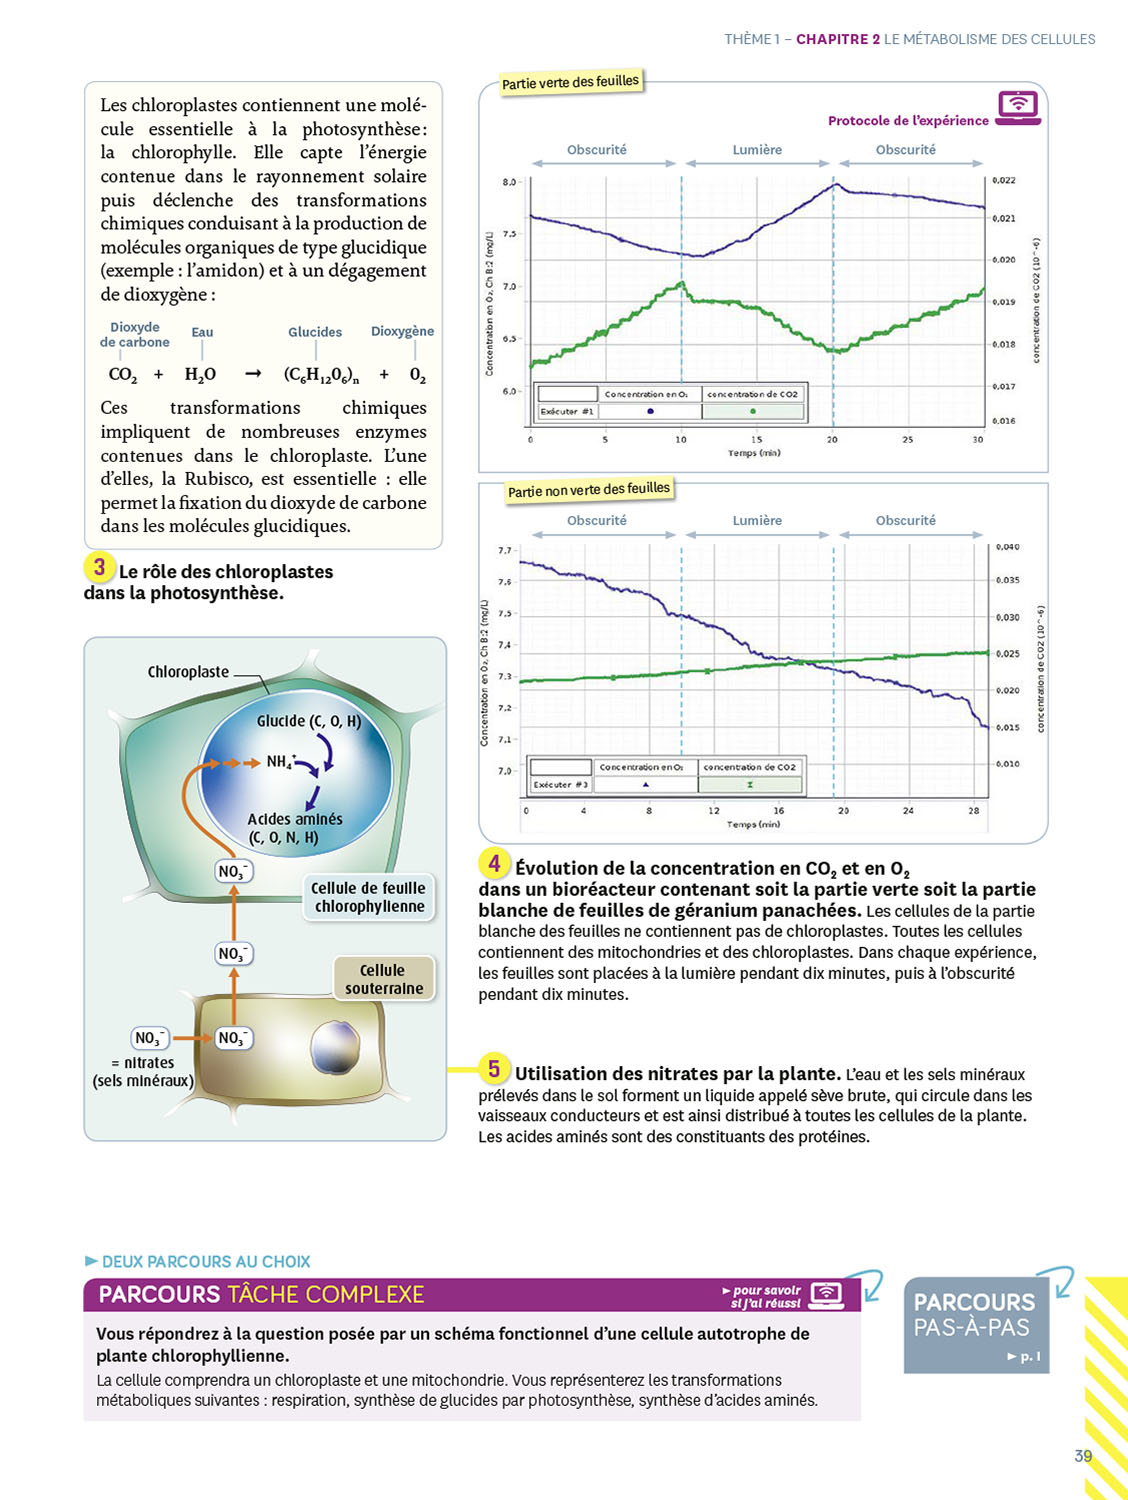 THÈME 1 – CHAPITRE 2 LE MÉTABOLISME DES CELLULES
Les chloroplastes contiennent une molé-
cule essentielle à la photosynthèse :
la chlorophylle. Elle capte l’énergie
contenue dans le rayonnement solaire
puis déclenche des transformations
chimiques conduisant à la production de
molécules organiques de type glucidique
(exemple : l’amidon) et à un dégagement
de dioxygène :
Dioxyde
de carbone
Eau
Glucides
Dioxygène
CO₂ + H₂O → (C₆H₁₂O₆)ₙ + O₂
Ces transformations chimiques
impliquent de nombreuses enzymes
contenues dans le chloroplaste. L’une
d’elles, la Rubisco, est essentielle : elle
permet la fixation du dioxyde de carbone
dans les molécules glucidiques.
3 Le rôle des chloroplastes
dans la photosynthèse.
Partie verte des feuilles
Protocole de l’expérience
Obscurité Lumière Obscurité
8.0
7.5
7.0
6.5
6.0
Concentration en O₂, Ch B:2 (mg/L)
0,022
0,021
0,020
0,019
0,018
0,017
0,016
concentration de CO2 (10^-6)
Concentration en O₂ concentration de CO2
Exécuter #1
0 5 10 15 20 25 30
Temps (min)
Partie non verte des feuilles
Obscurité Lumière Obscurité
7.7
7.6
7.5
7.4
7.3
7.2
7.1
7.0
Concentration en O₂, Ch B:2 (mg/L)
0,040
0,035
0,030
0,025
0,020
0,015
0,010
concentration de CO2 (10^-6)
Concentration en O₂ concentration de CO2
Exécuter #3
0 4 8 12 16 20 24 28
Temps (min)
4 Évolution de la concentration en CO₂ et en O₂
dans un bioréacteur contenant soit la partie verte soit la partie
blanche de feuilles de géranium panachées. Les cellules de la partie
blanche des feuilles ne contiennent pas de chloroplastes. Toutes les cellules
contiennent des mitochondries et des chloroplastes. Dans chaque expérience,
les feuilles sont placées à la lumière pendant dix minutes, puis à l’obscurité
pendant dix minutes.
Chloroplaste
Glucide (C, O, H)
NH₄⁺
Acides aminés
(C, O, N, H)
NO₃⁻
Cellule de feuille
chlorophylienne
NO₃⁻
Cellule
souterraine
NO₃⁻ NO₃⁻
= nitrates
(sels minéraux)
5 Utilisation des nitrates par la plante. L’eau et les sels minéraux
prélevés dans le sol forment un liquide appelé sève brute, qui circule dans les
vaisseaux conducteurs et est ainsi distribué à toutes les cellules de la plante.
Les acides aminés sont des constituants des protéines.
► DEUX PARCOURS AU CHOIX
PARCOURS TÂCHE COMPLEXE
► pour savoir
si j’ai réussi
Vous répondrez à la question posée par un schéma fonctionnel d’une cellule autotrophe de
plante chlorophyllienne.
La cellule comprendra un chloroplaste et une mitochondrie. Vous représenterez les transformations
métaboliques suivantes : respiration, synthèse de glucides par photosynthèse, synthèse d’acides aminés.
PARCOURS
PAS-À-PAS
► p. I
39